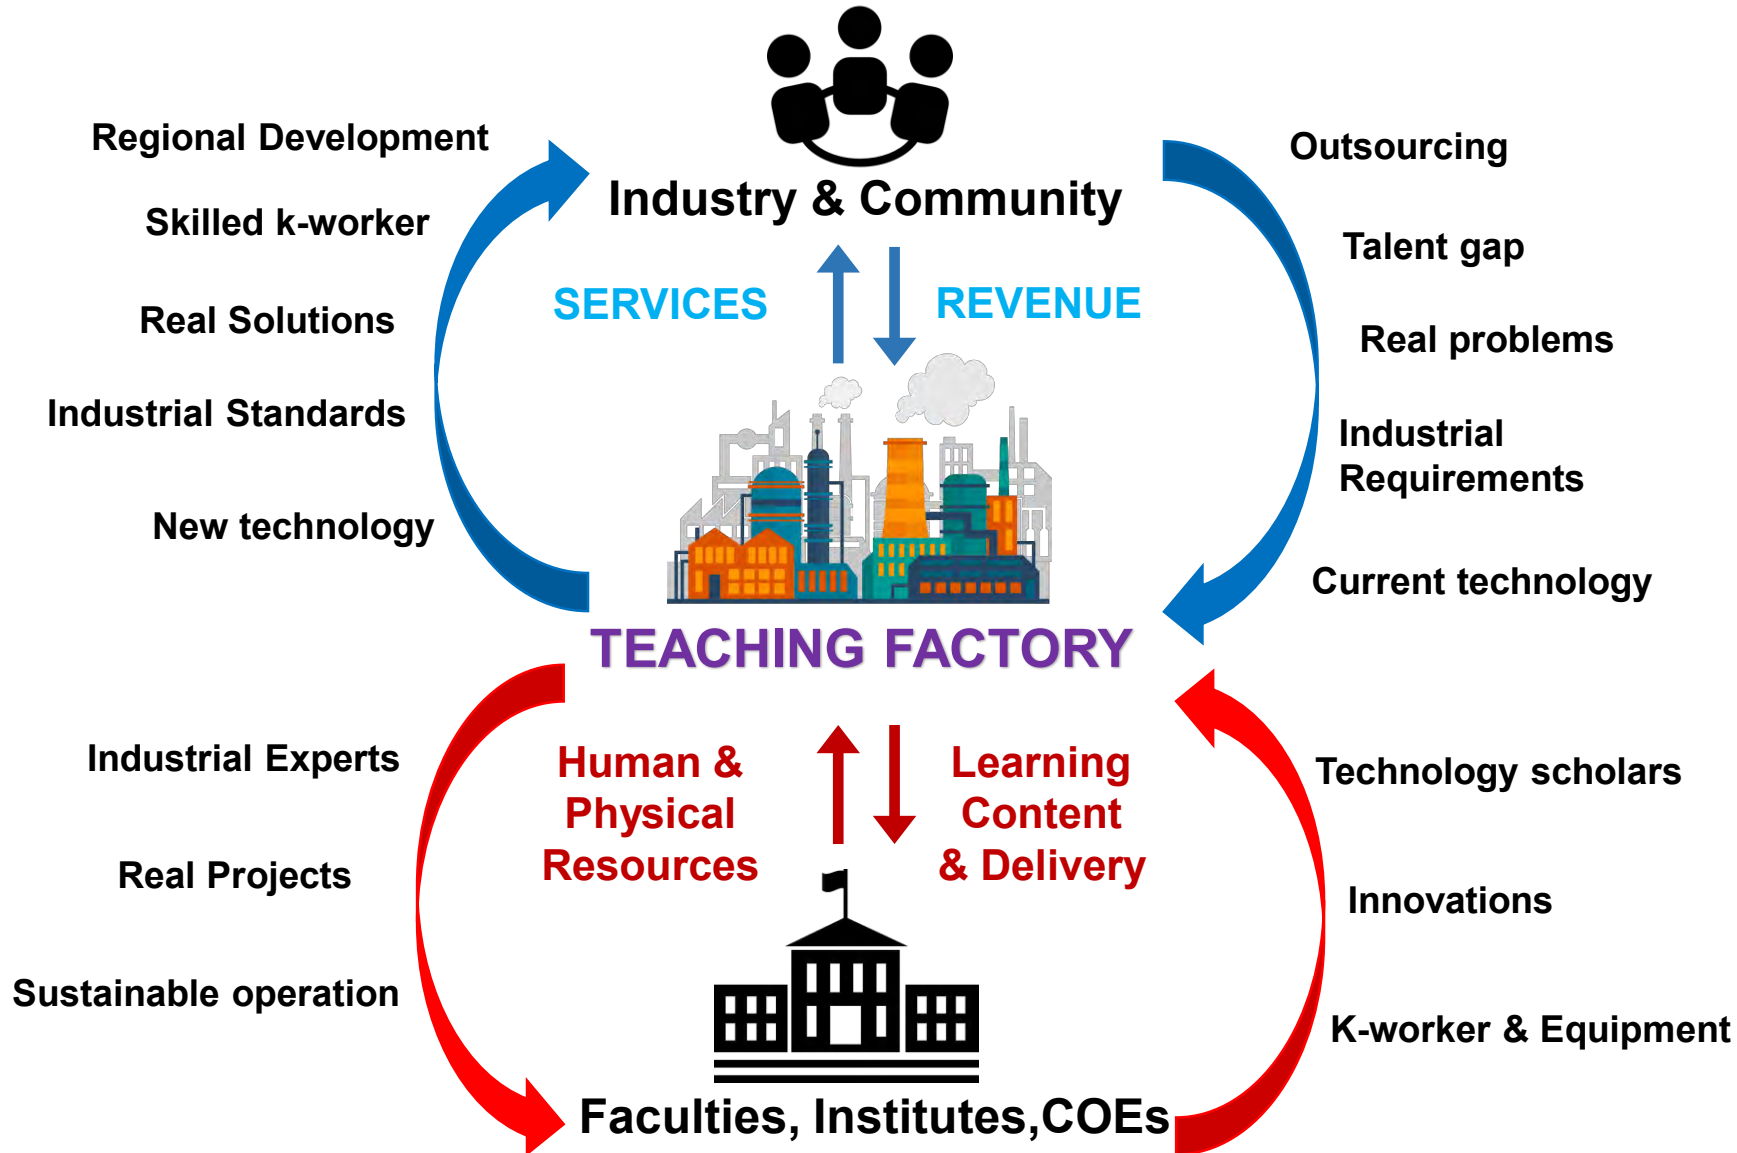 Regional Development
Skilled k-worker
Real Solutions
Industrial Standards
New technology
Industry & Community
SERVICES
REVENUE
Outsourcing
Talent gap
Real problems
Industrial
Requirements
Current technology
TEACHING FACTORY
Industrial Experts
Real Projects
Sustainable operation
Human &
Physical
Resources
Learning
Content
& Delivery
Technology scholars
Innovations
K-worker & Equipment
Faculties, Institutes,COEs